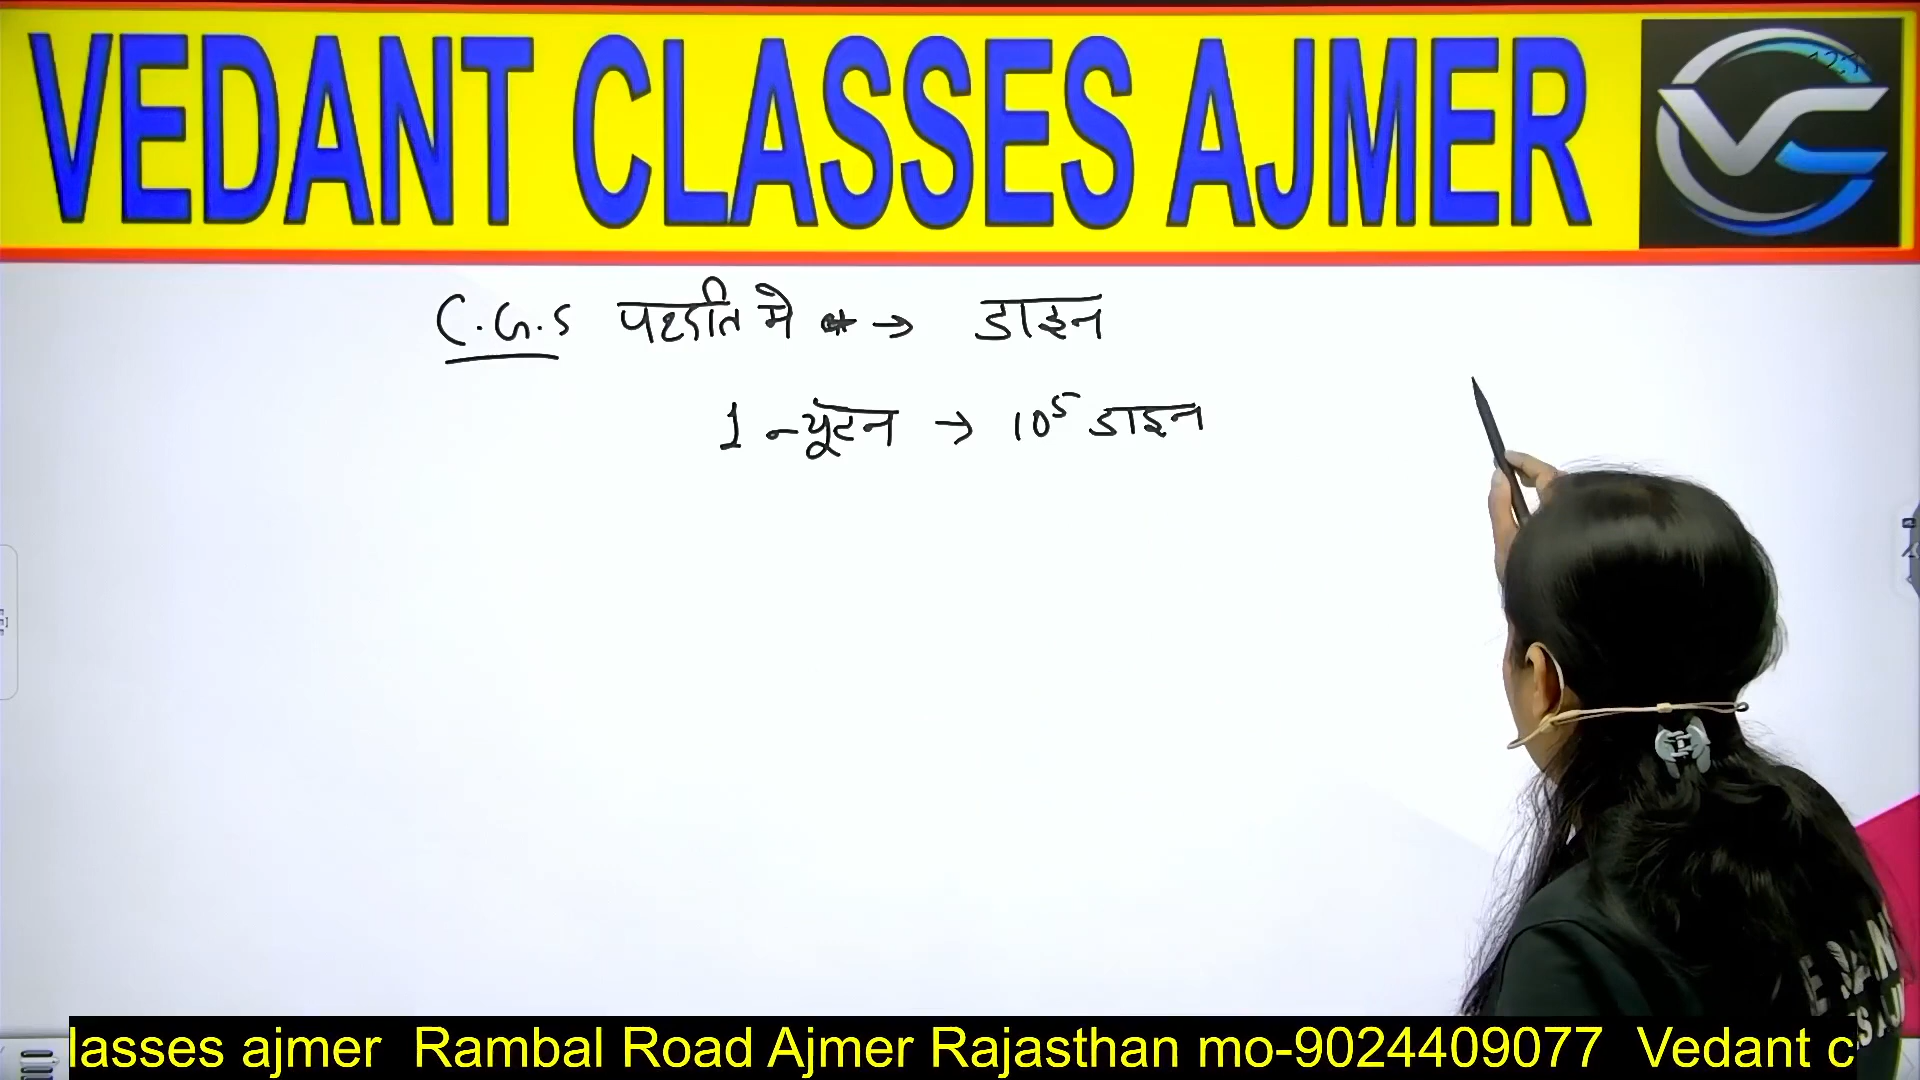 VEDANT CLASSES AJMER
C.G.S पद्धति मे → डाइन
1 न्यूटन → 10⁵ डाइन
lasses ajmer Rambal Road Ajmer Rajasthan mo-9024409077 Vedant c